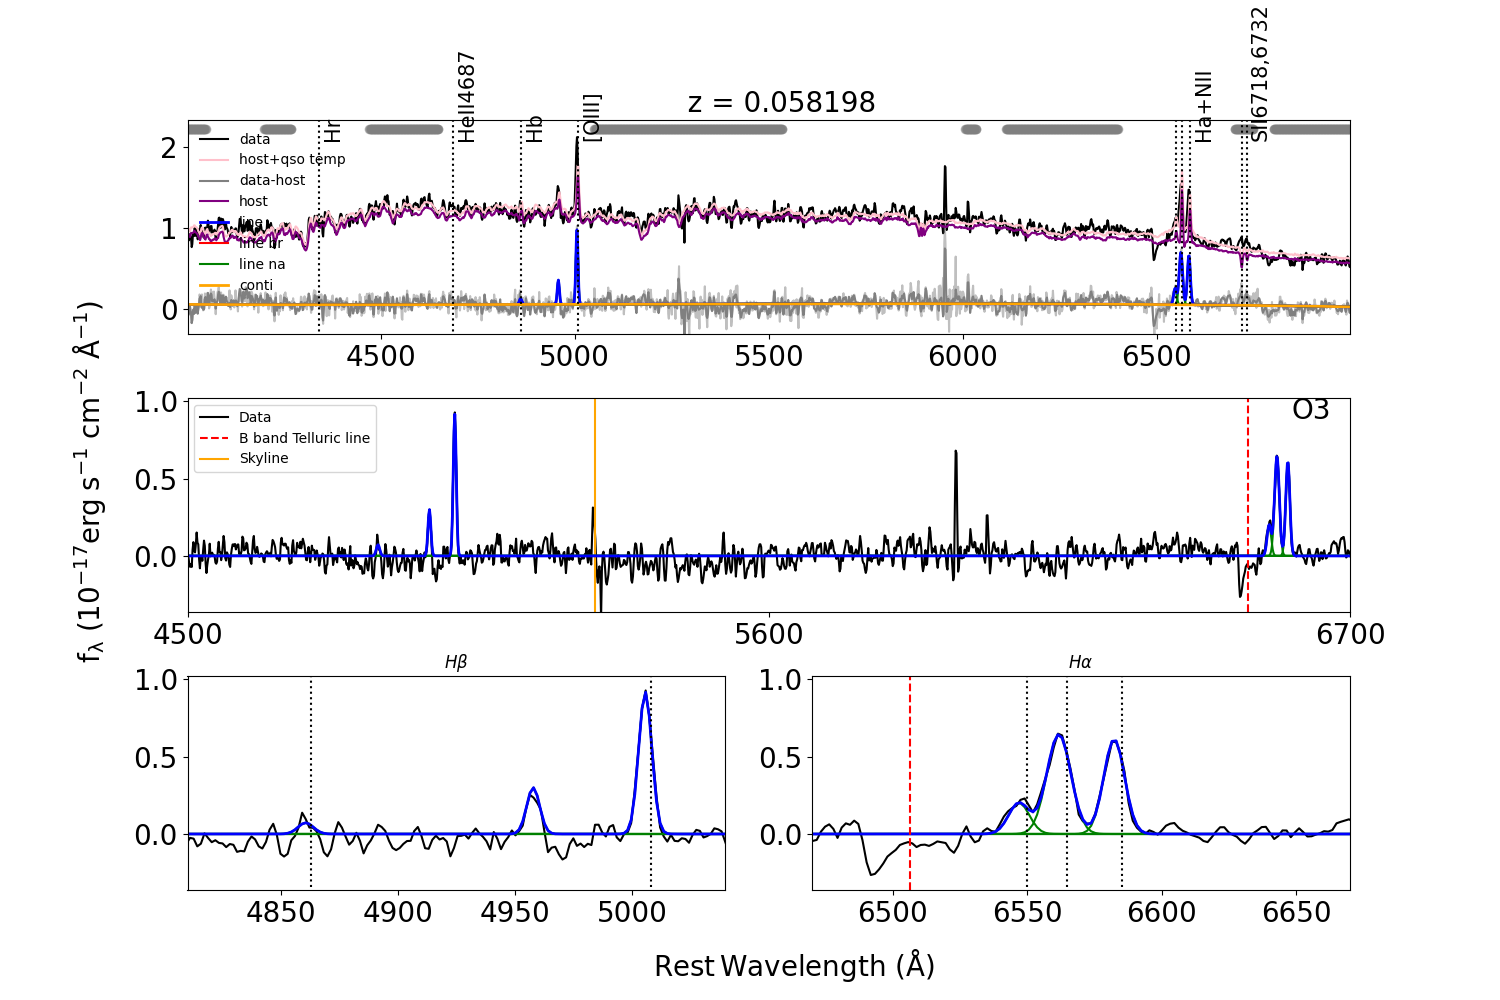 z = 0.058198
Hr
HeII4687
Hb
[OIII]
Ha+NII
SII6718,6732
data
host+qso temp
data-host
host
line
line br
line na
conti
2
1
0
4500 5000 5500 6000 6500
fλ (10⁻¹⁷erg s⁻¹ cm⁻² Å⁻¹)
O3
Data
B band Telluric line
Skyline
1.0
0.5
0.0
4500 5600 6700
Hβ
1.0
0.5
0.0
4850 4900 4950 5000
Hα
1.0
0.5
0.0
6500 6550 6600 6650
Rest Wavelength (Å)